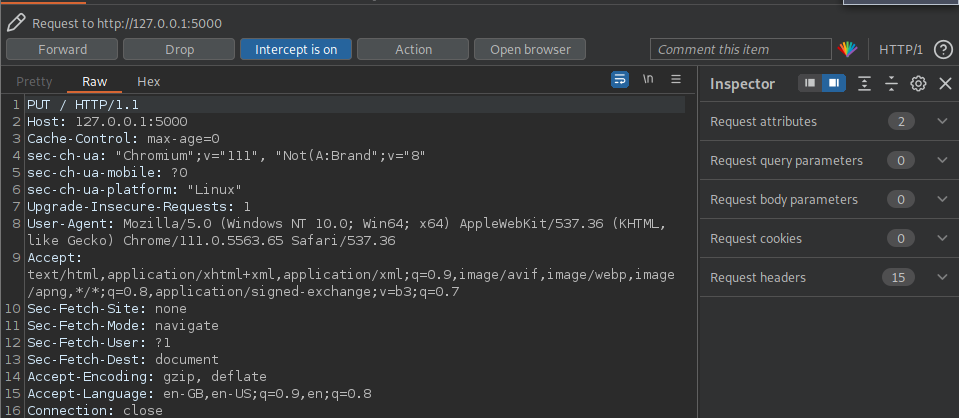 Request to http://127.0.0.1:5000
Forward Drop Intercept is on Action Open browser Comment this item HTTP/1 ?
Pretty Raw Hex \n
Inspector
1 PUT / HTTP/1.1
2 Host: 127.0.0.1:5000
3 Cache-Control: max-age=0
4 sec-ch-ua: "Chromium";v="111", "Not(A:Brand";v="8"
5 sec-ch-ua-mobile: ?0
6 sec-ch-ua-platform: "Linux"
7 Upgrade-Insecure-Requests: 1
8 User-Agent: Mozilla/5.0 (Windows NT 10.0; Win64; x64) AppleWebKit/537.36 (KHTML,
like Gecko) Chrome/111.0.5563.65 Safari/537.36
9 Accept:
text/html,application/xhtml+xml,application/xml;q=0.9,image/avif,image/webp,image
/apng,*/*;q=0.8,application/signed-exchange;v=b3;q=0.7
10 Sec-Fetch-Site: none
11 Sec-Fetch-Mode: navigate
12 Sec-Fetch-User: ?1
13 Sec-Fetch-Dest: document
14 Accept-Encoding: gzip, deflate
15 Accept-Language: en-GB,en-US;q=0.9,en;q=0.8
16 Connection: close
Request attributes 2
Request query parameters 0
Request body parameters 0
Request cookies 0
Request headers 15